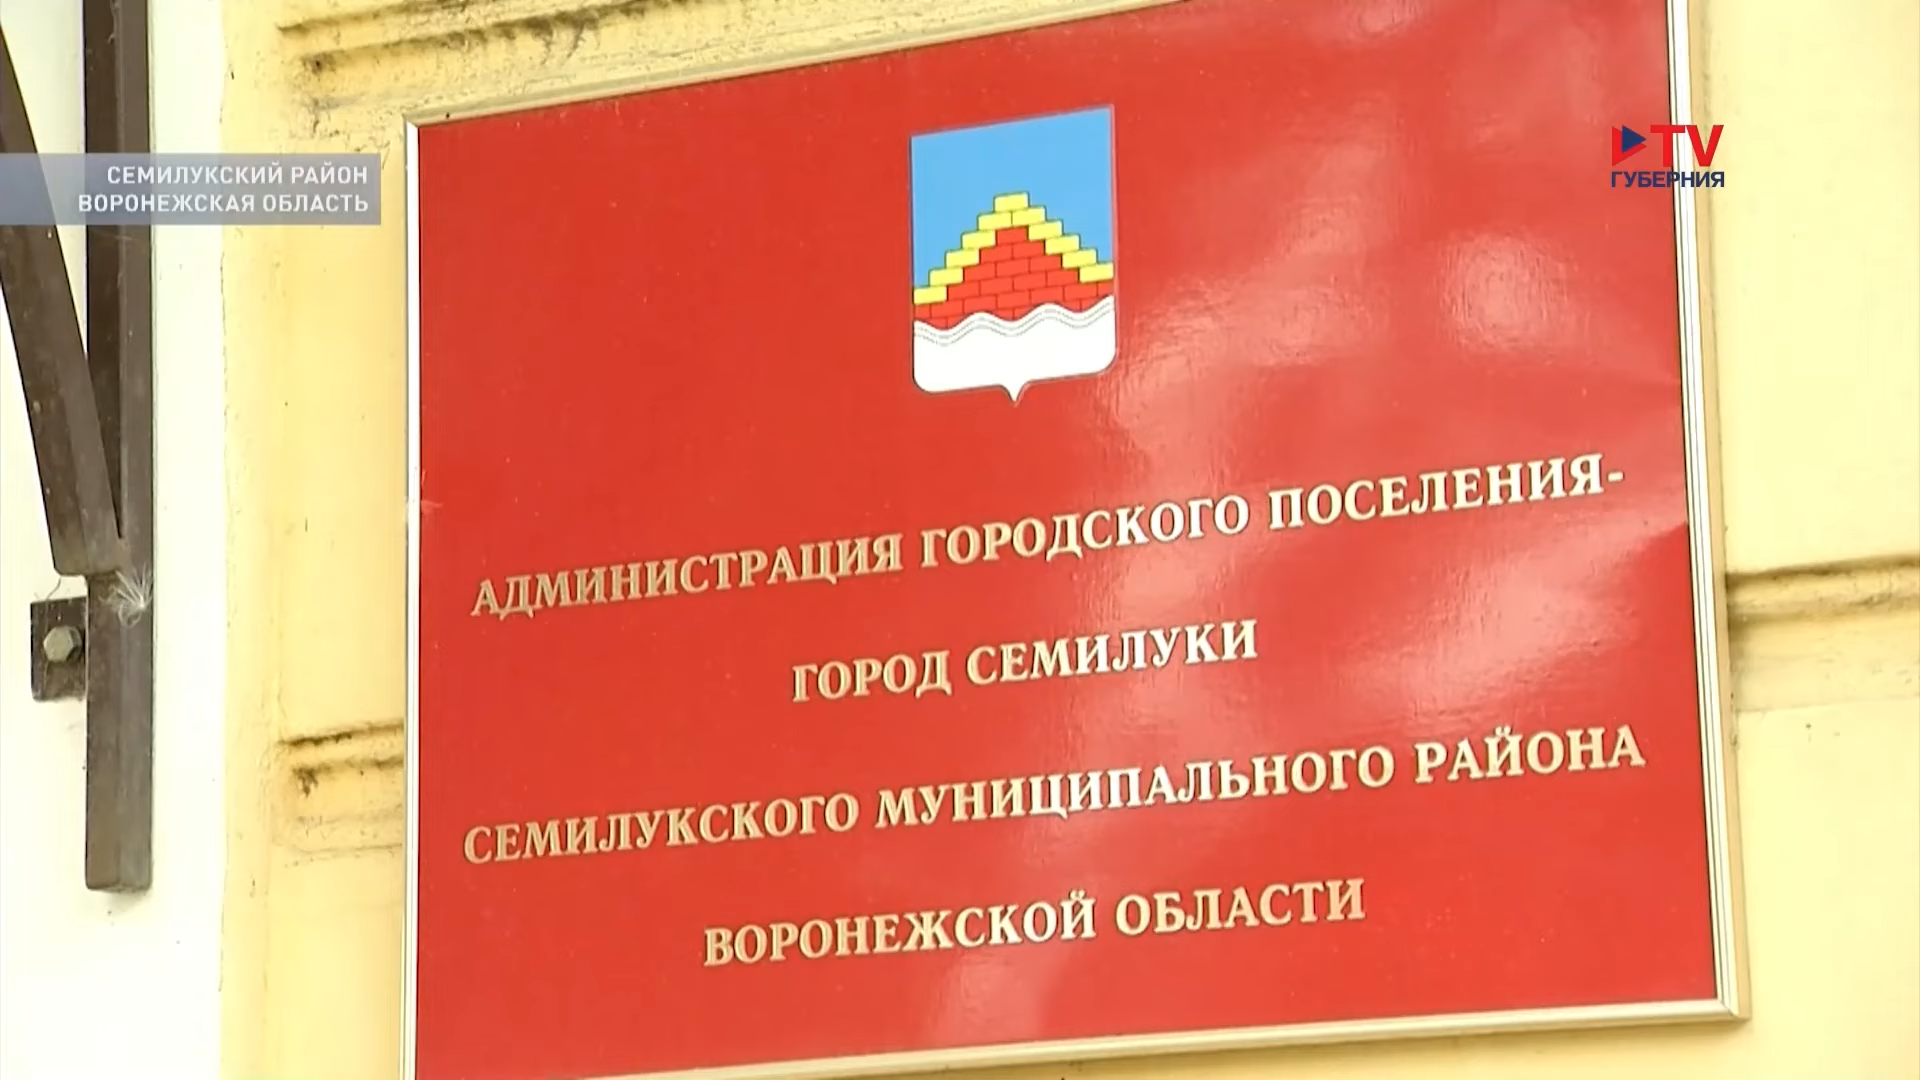 СЕМИЛУКСКИЙ РАЙОН
ВОРОНЕЖСКАЯ ОБЛАСТЬ
TV
ГУБЕРНИЯ
АДМИНИСТРАЦИЯ ГОРОДСКОГО ПОСЕЛЕНИЯ-
ГОРОД СЕМИЛУКИ
СЕМИЛУКСКОГО МУНИЦИПАЛЬНОГО РАЙОНА
ВОРОНЕЖСКОЙ ОБЛАСТИ